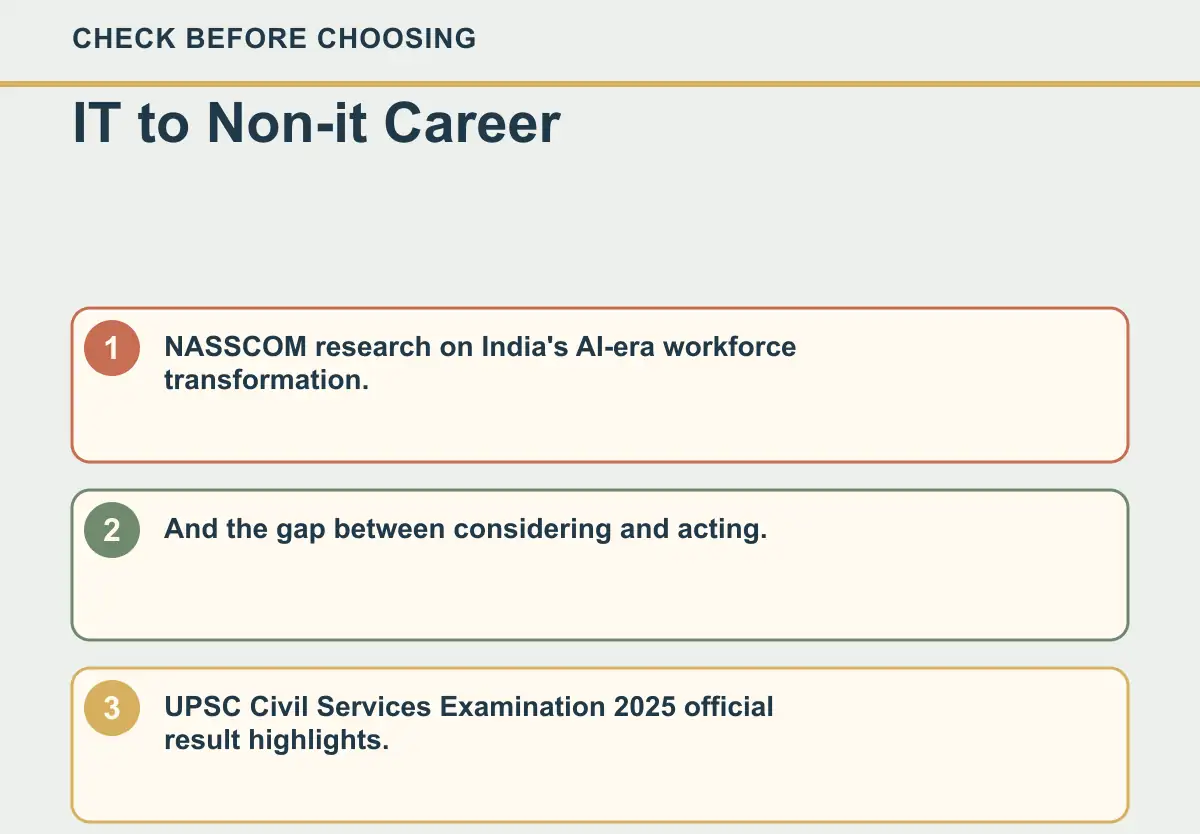 CHECK BEFORE CHOOSING
IT to Non-it Career
1
NASSCOM research on India's AI-era workforce
transformation.
2
And the gap between considering and acting.
3
UPSC Civil Services Examination 2025 official
result highlights.